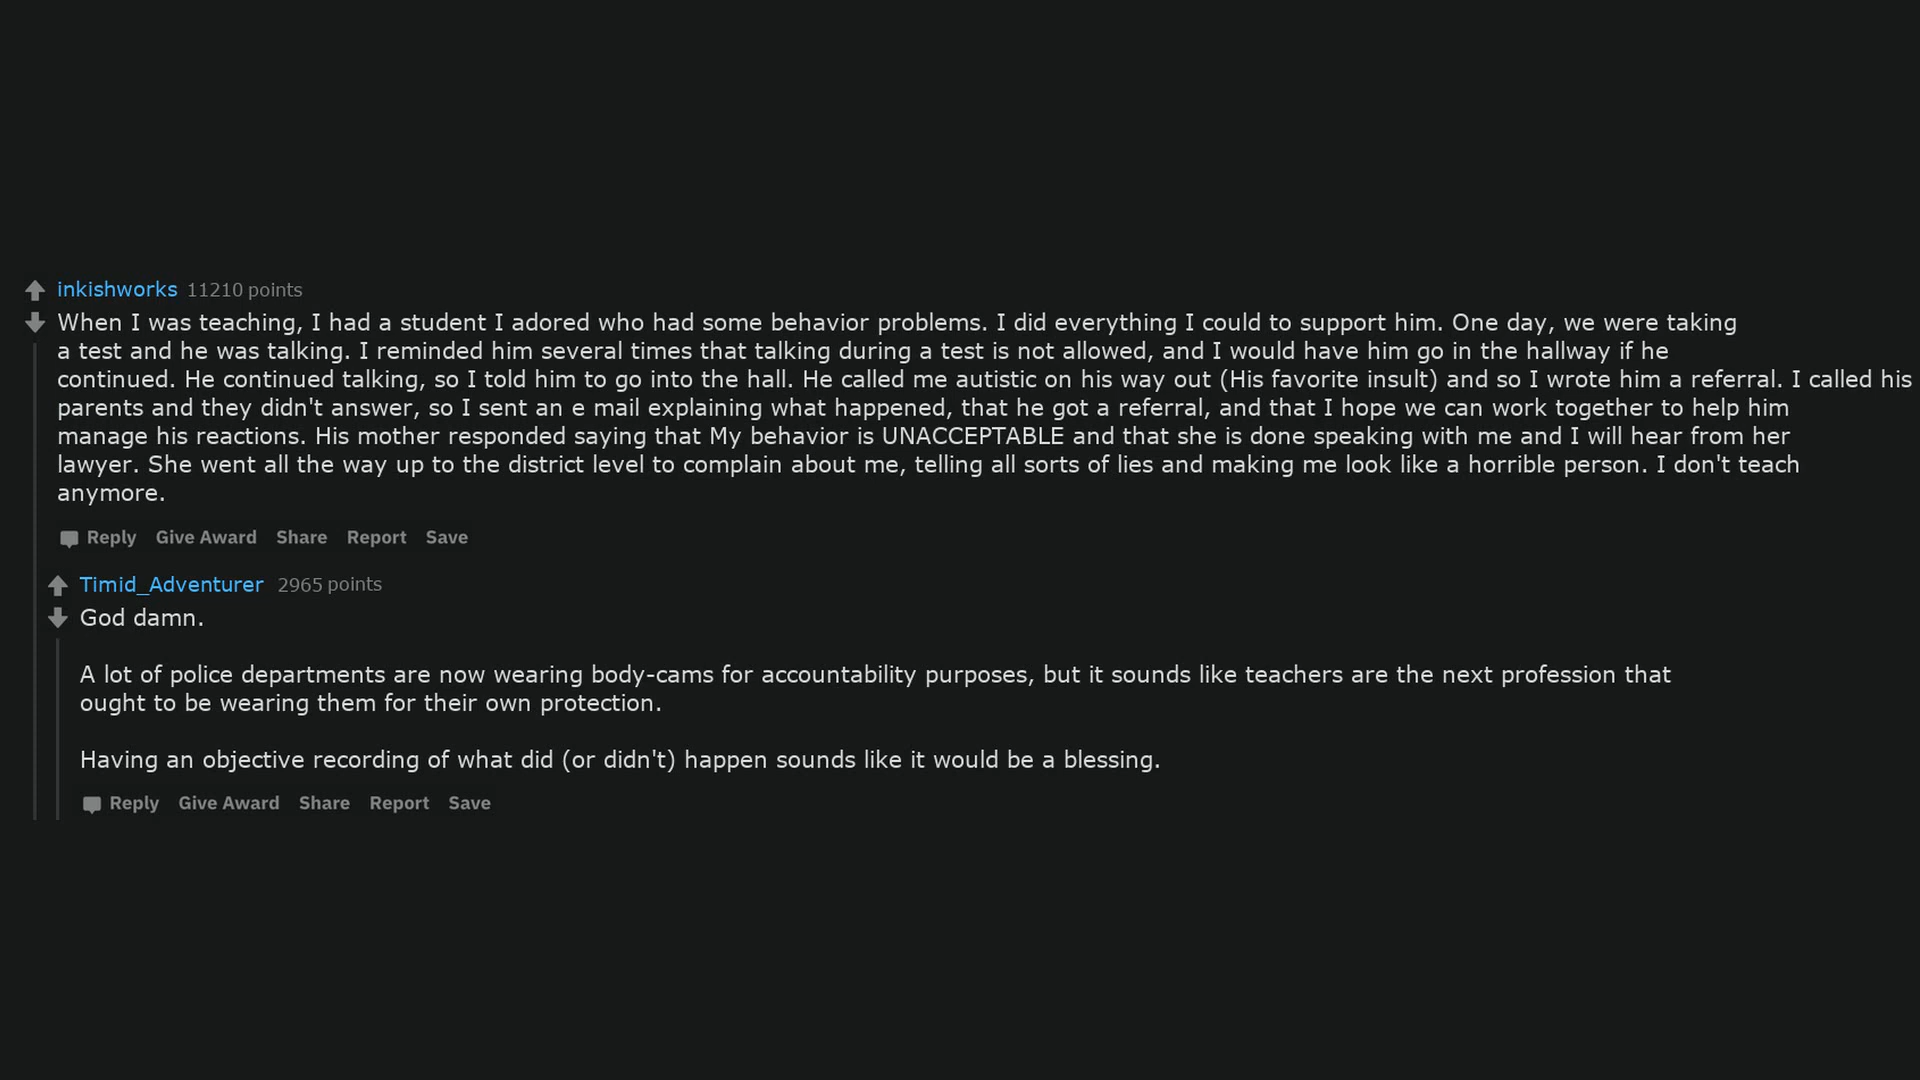 inkishworks 11210 points
When I was teaching, I had a student I adored who had some behavior problems. I did everything I could to support him. One day, we were taking
a test and he was talking. I reminded him several times that talking during a test is not allowed, and I would have him go in the hallway if he
continued. He continued talking, so I told him to go into the hall. He called me autistic on his way out (His favorite insult) and so I wrote him a referral. I called his
parents and they didn't answer, so I sent an e mail explaining what happened, that he got a referral, and that I hope we can work together to help him
manage his reactions. His mother responded saying that My behavior is UNACCEPTABLE and that she is done speaking with me and I will hear from her
lawyer. She went all the way up to the district level to complain about me, telling all sorts of lies and making me look like a horrible person. I don't teach
anymore.
Reply Give Award Share Report Save
Timid_Adventurer 2965 points
God damn.
A lot of police departments are now wearing body-cams for accountability purposes, but it sounds like teachers are the next profession that
ought to be wearing them for their own protection.
Having an objective recording of what did (or didn't) happen sounds like it would be a blessing.
Reply Give Award Share Report Save